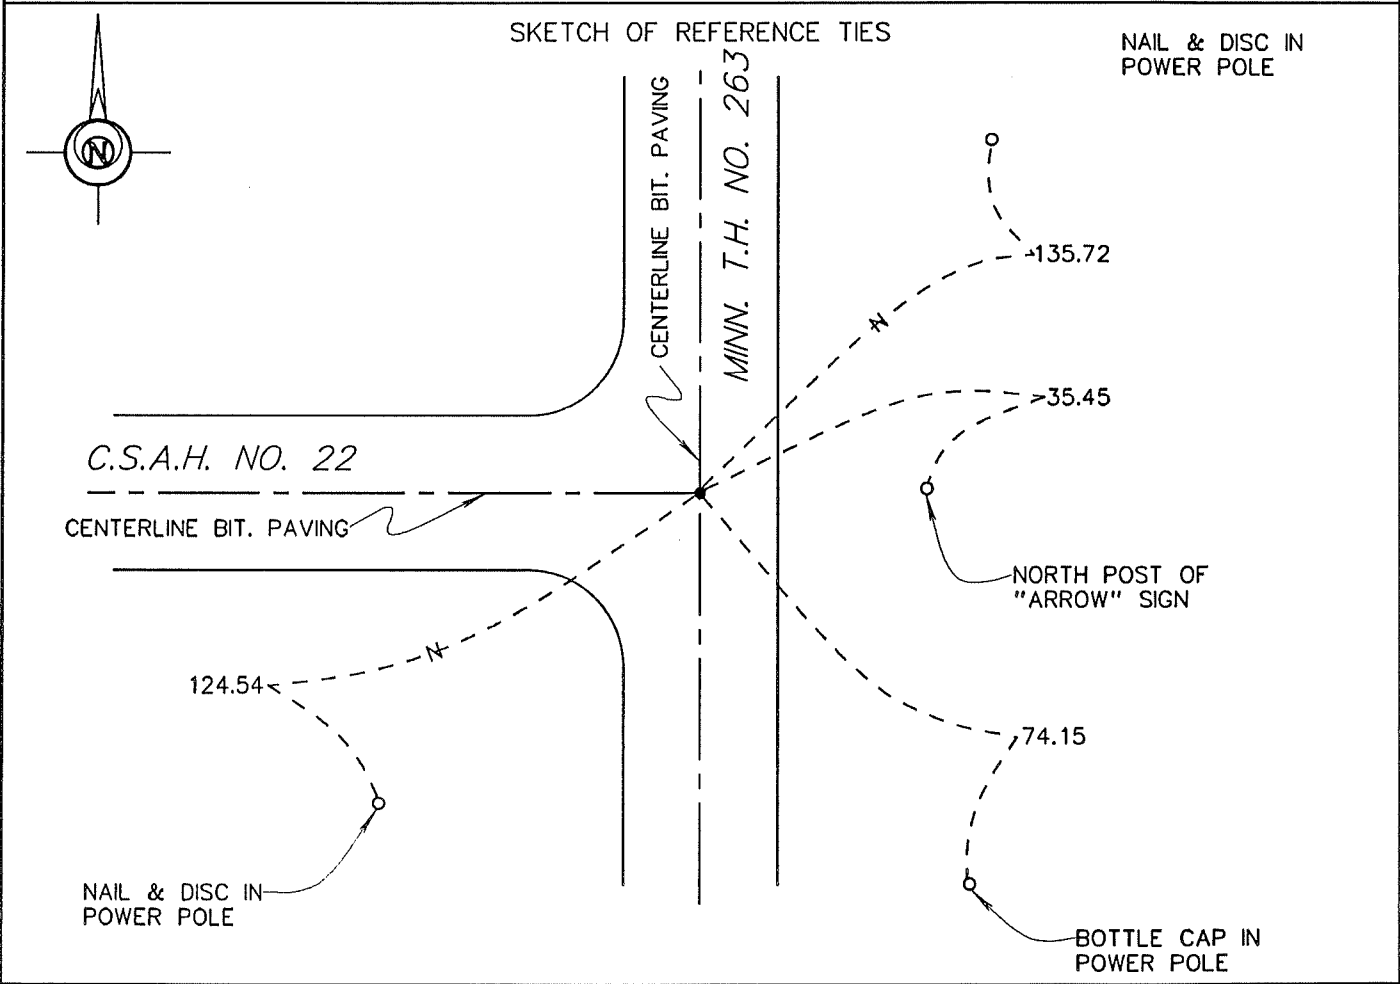 SKETCH OF REFERENCE TIES
NAIL & DISC IN
POWER POLE
N
CENTERLINE BIT. PAVING
MINN. T.H. NO. 263
135.72
N
35.45
C.S.A.H. NO. 22
CENTERLINE BIT. PAVING
NORTH POST OF
"ARROW" SIGN
N
124.54
74.15
NAIL & DISC IN
POWER POLE
BOTTLE CAP IN
POWER POLE